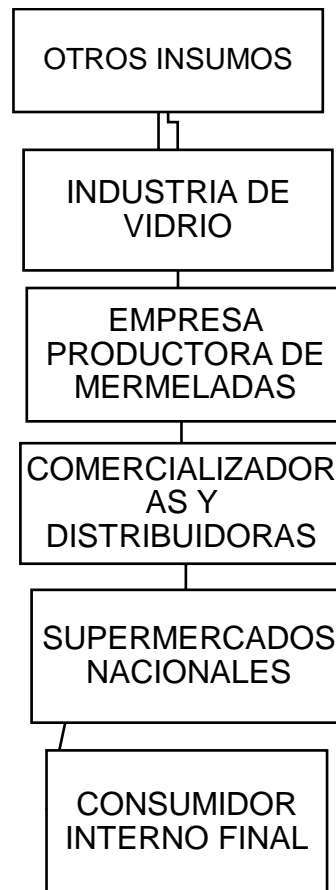 OTROS INSUMOS
INDUSTRIA DE
VIDRIO
EMPRESA
PRODUCTORA DE
MERMELADAS
COMERCIALIZADOR
AS Y
DISTRIBUIDORAS
SUPERMERCADOS
NACIONALES
CONSUMIDOR
INTERNO FINAL